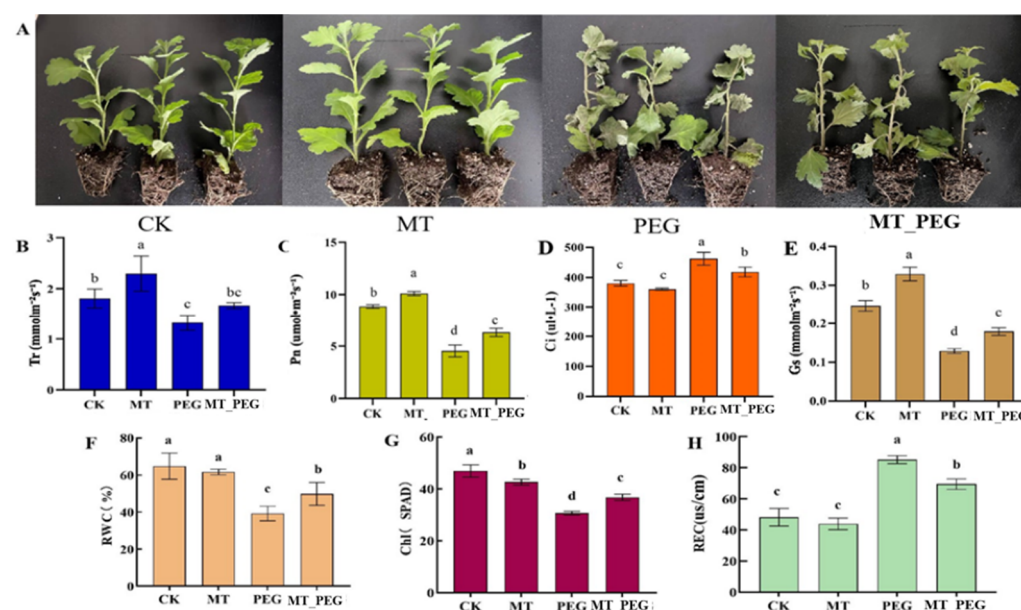 A
CK
MT
PEG
MT_PEG
B
Tr (mmolm⁻²s⁻¹)
3
2
1
0
b
a
c
bc
CK
MT
PEG
MT_PEG
C
Pn (umol•m⁻²s⁻¹)
15
10
5
0
b
a
d
c
CK
MT
PEG
MT_PEG
D
Ci (ul•L-1)
500
400
300
200
100
0
c
c
a
b
CK
MT
PEG
MT_PEG
E
Gs (mmolm⁻²s⁻¹)
0.4
0.3
0.2
0.1
0.0
b
a
d
c
CK
MT
PEG
MT_PEG
F
RWC( %)
80
60
40
20
0
a
a
c
b
CK
MT
PEG
MT_PEG
G
Chl( SPAD)
60
40
20
0
a
b
d
c
CK
MT
PEG
MT_PEG
H
REC(us/cm)
100
80
60
40
20
0
c
c
a
b
CK
MT
PEG
MT_PEG